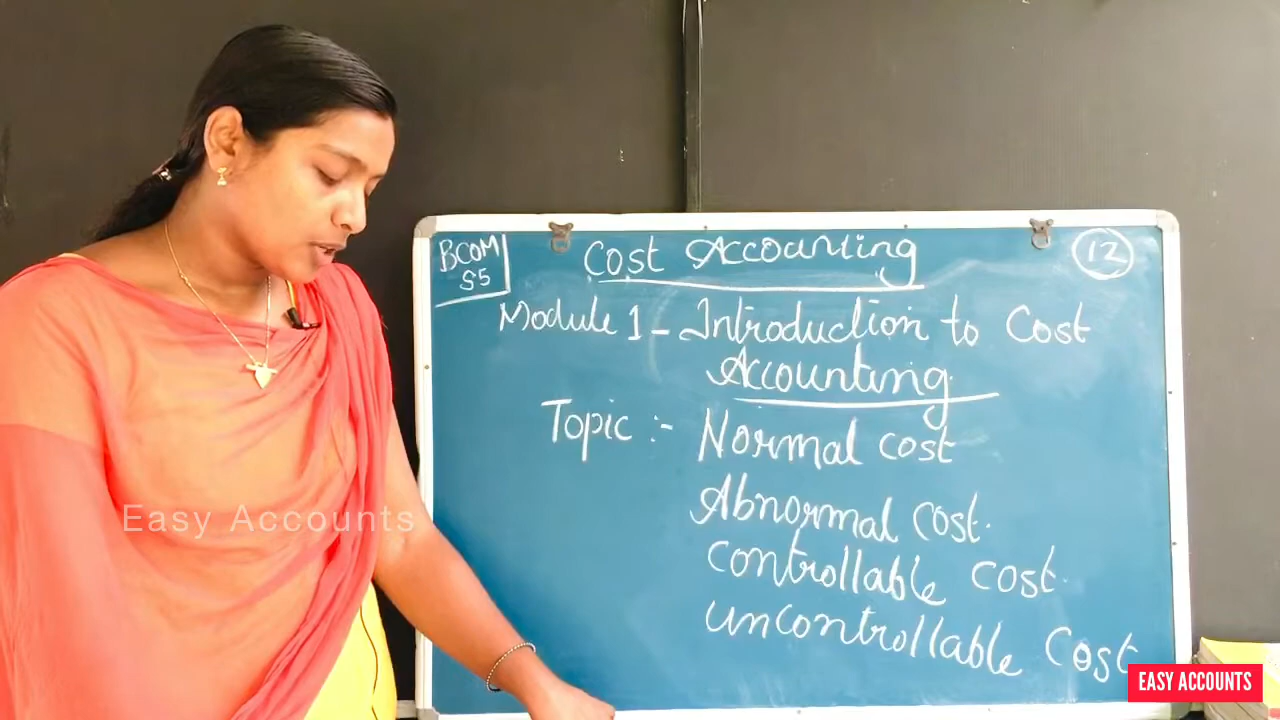 BCOM
S5
Cost Accounting
12
Module 1 - Introduction to Cost
Accounting
Topic :- Normal cost
Abnormal cost.
controllable cost.
uncontrollable Cost
Easy Accounts
EASY ACCOUNTS